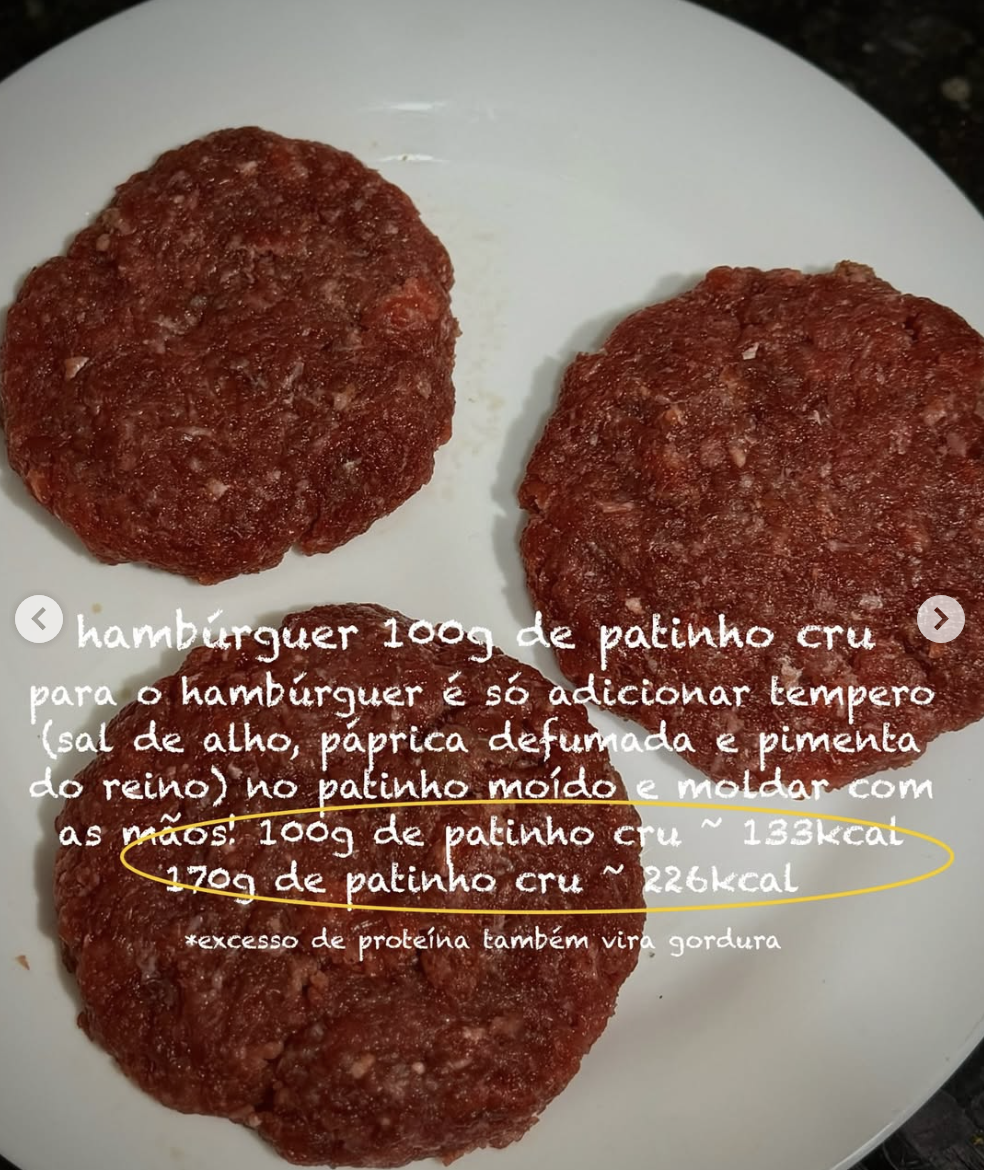 hambúrguer 100g de patinho cru
para o hambúrguer é só adicionar tempero
(sal de alho, páprica defumada e pimenta
do reino) no patinho moído e moldar com
as mãos! 100g de patinho cru ~ 133kcal
170g de patinho cru ~ 226kcal
*excesso de proteína também vira gordura